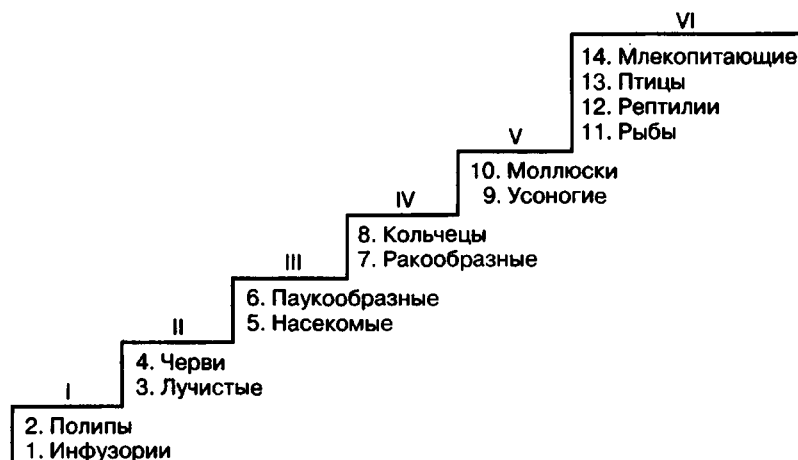 VI
14. Млекопитающие
13. Птицы
12. Рептилии
11. Рыбы
V
10. Моллюски
9. Усоногие
IV
8. Кольчецы
7. Ракообразные
III
6. Паукообразные
5. Насекомые
II
4. Черви
3. Лучистые
I
2. Полипы
1. Инфузории